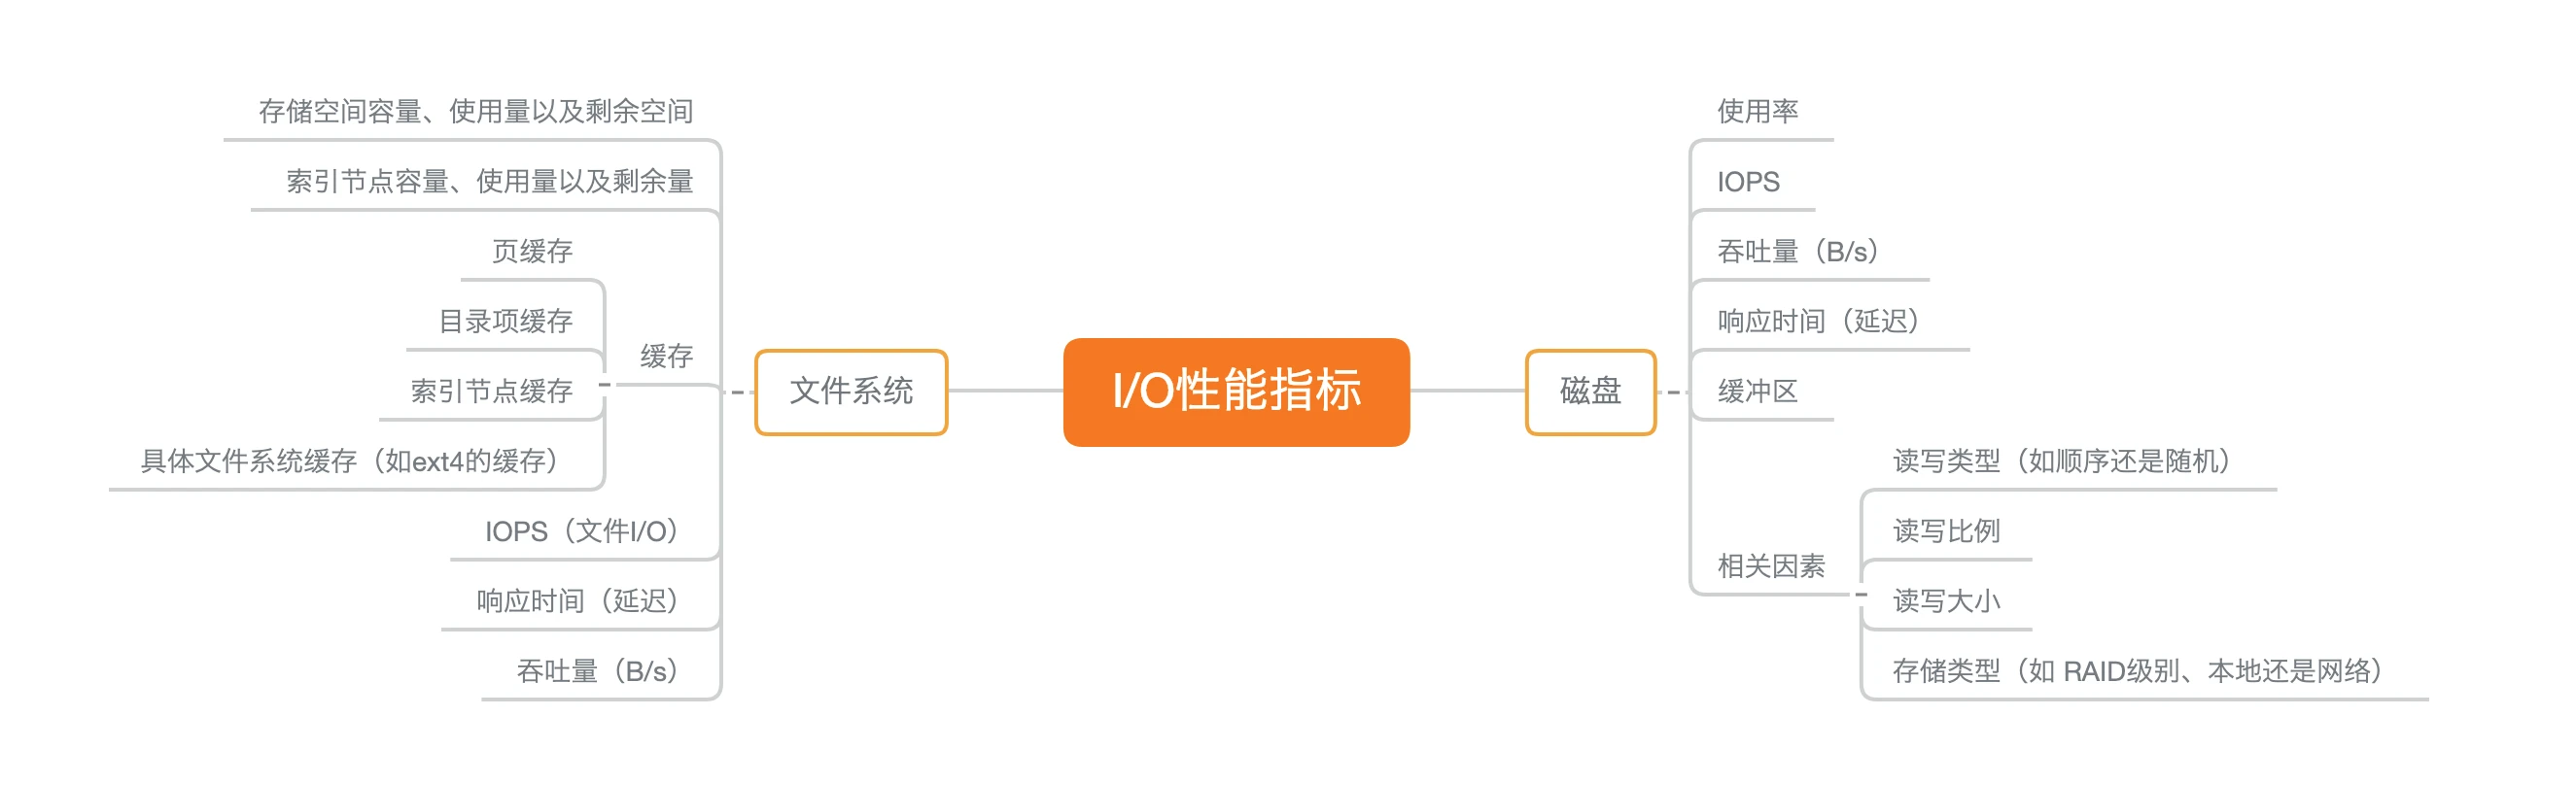 I/O性能指标
文件系统
存储空间容量、使用量以及剩余空间
索引节点容量、使用量以及剩余量
缓存
页缓存
目录项缓存
索引节点缓存
具体文件系统缓存（如ext4的缓存）
IOPS（文件I/O）
响应时间（延迟）
吞吐量（B/s）
磁盘
使用率
IOPS
吞吐量（B/s）
响应时间（延迟）
缓冲区
相关因素
读写类型（如顺序还是随机）
读写比例
读写大小
存储类型（如 RAID级别、本地还是网络）